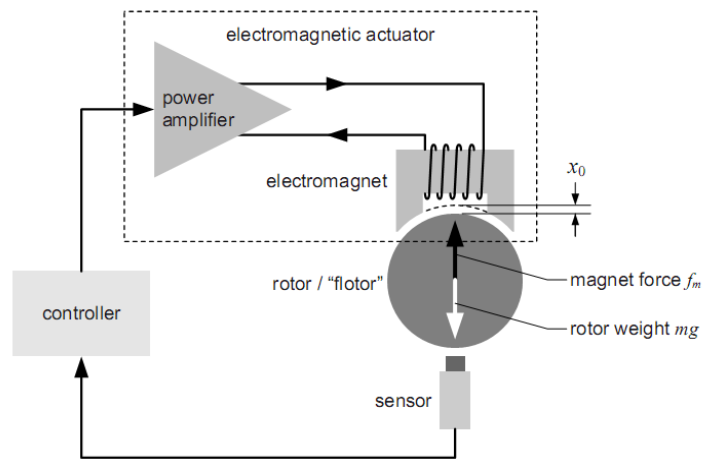 electromagnetic actuator
power
amplifier
electromagnet
x0
rotor / “flotor”
magnet force fm
controller
rotor weight mg
sensor